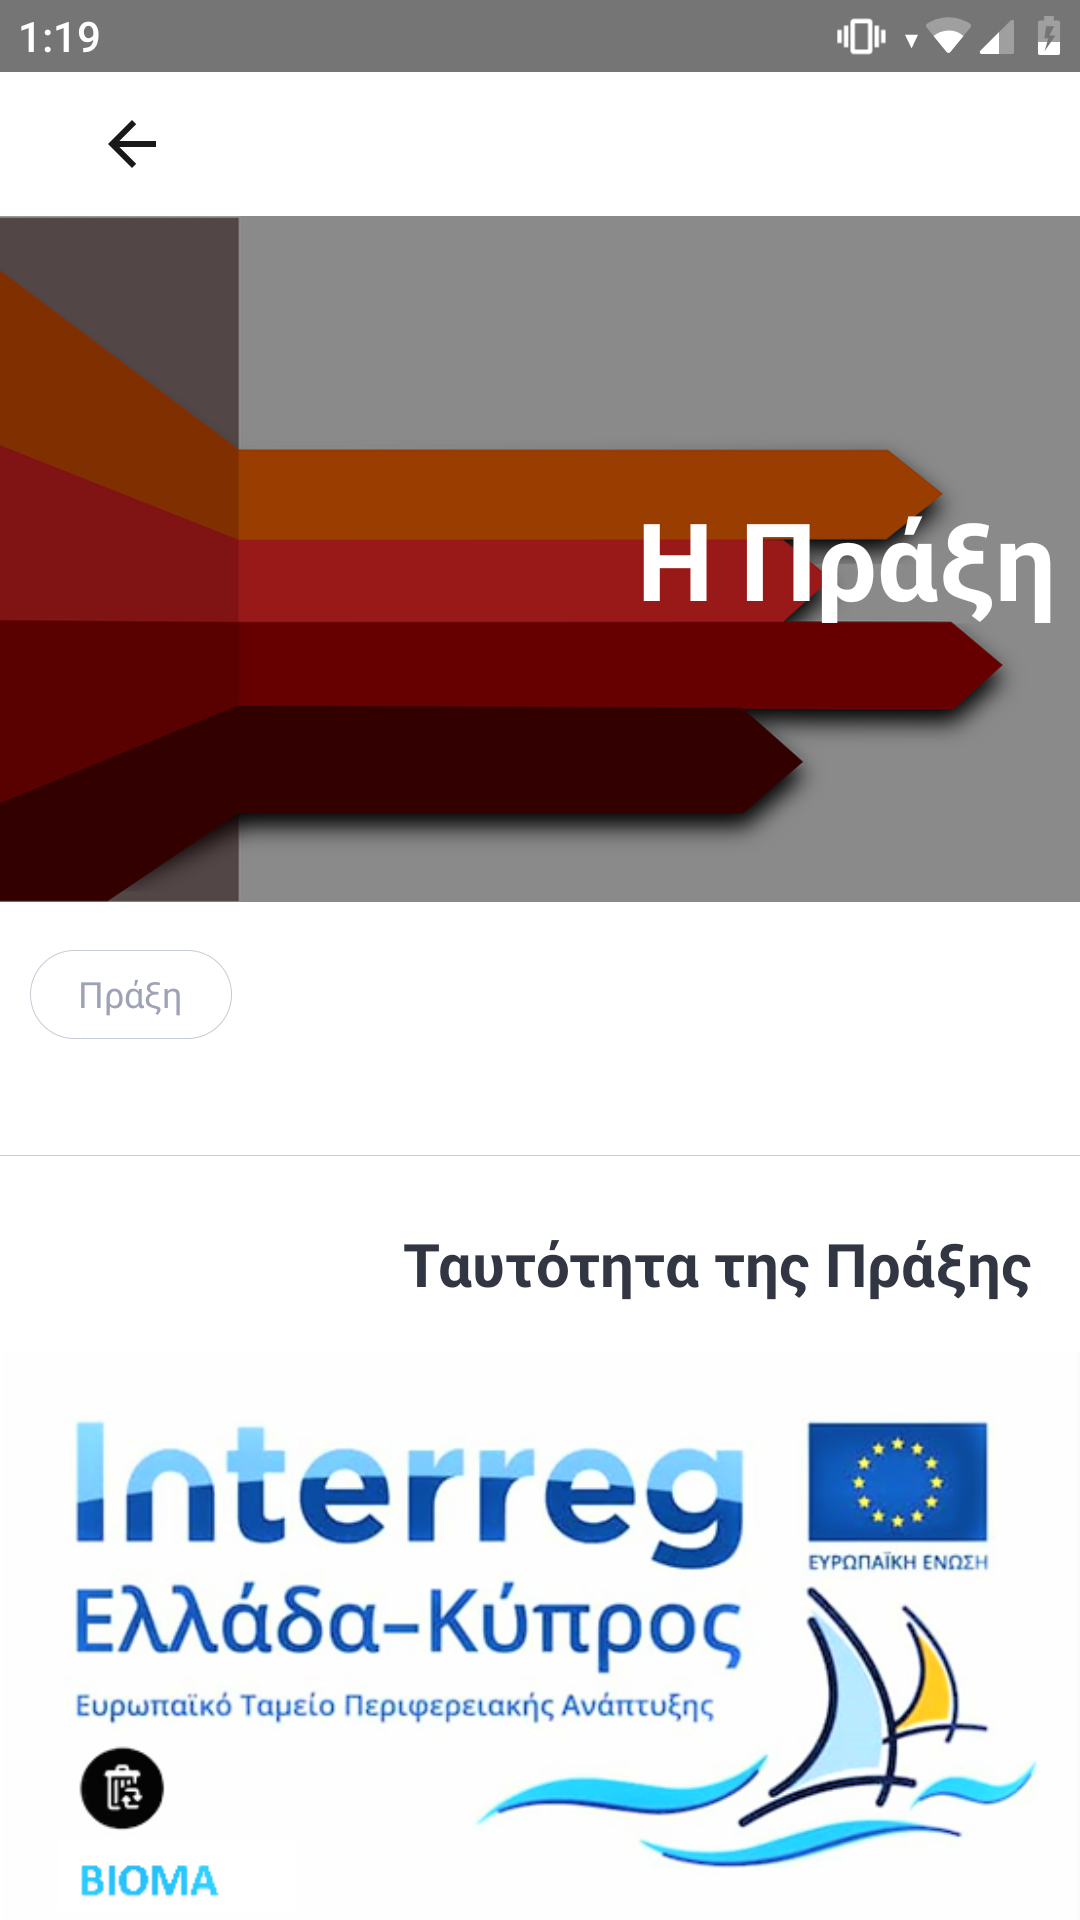 1:19
Η Πράξη
Πράξη
Ταυτότητα της Πράξης
Interreg
ΕΥΡΩΠΑΪΚΗ ΕΝΩΣΗ
Ελλάδα–Κύπρος
Ευρωπαϊκό Ταμείο Περιφερειακής Ανάπτυξης
BIOMA